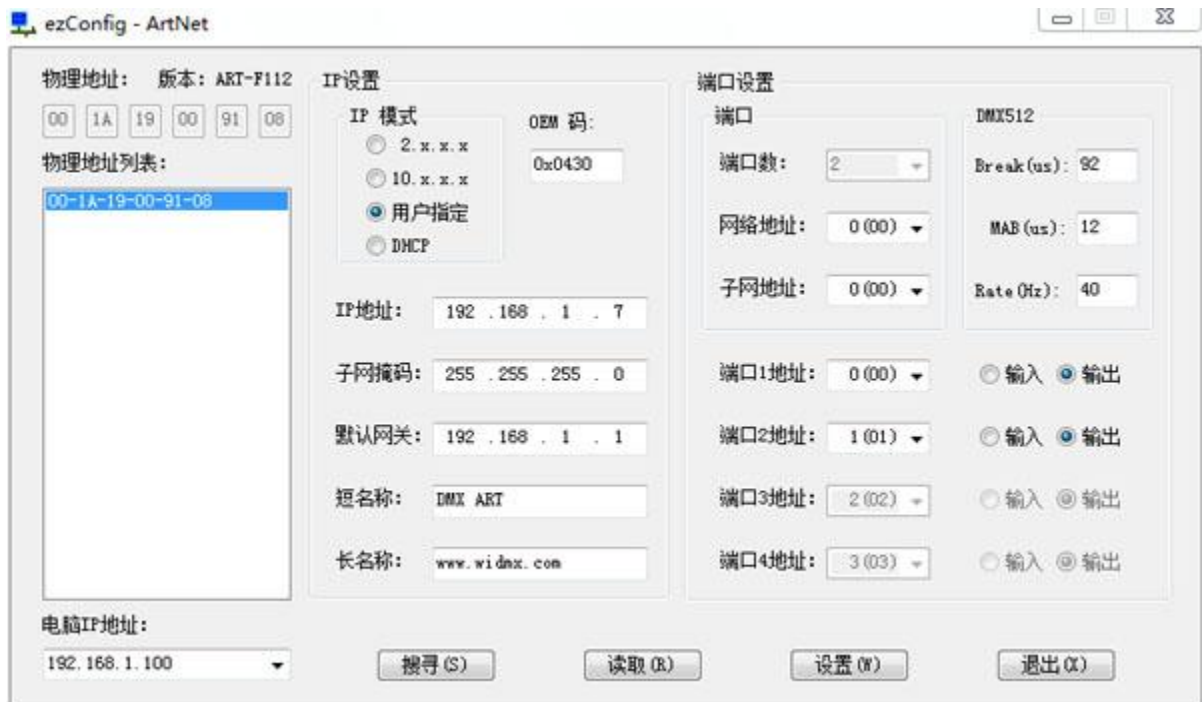 ezConfig - ArtNet
物理地址: 版本: ART-F112
00 1A 19 00 91 08
物理地址列表:
00-1A-19-00-91-08
电脑IP地址:
192.168.1.100
IP设置
IP 模式
2.x.x.x
10.x.x.x
用户指定
DHCP
OEM 码:
0x0430
IP地址: 192 .168 . 1 . 7
子网掩码: 255 .255 .255 . 0
默认网关: 192 .168 . 1 . 1
短名称: DMX ART
长名称: www.widmx.com
端口设置
端口
端口数: 2
网络地址: 0(00)
子网地址: 0(00)
DMX512
Break(us): 92
MAB(us): 12
Rate(Hz): 40
端口1地址: 0(00) 输入 输出
端口2地址: 1(01) 输入 输出
端口3地址: 2(02) 输入 输出
端口4地址: 3(03) 输入 输出
搜寻(S) 读取(R) 设置(W) 退出(X)